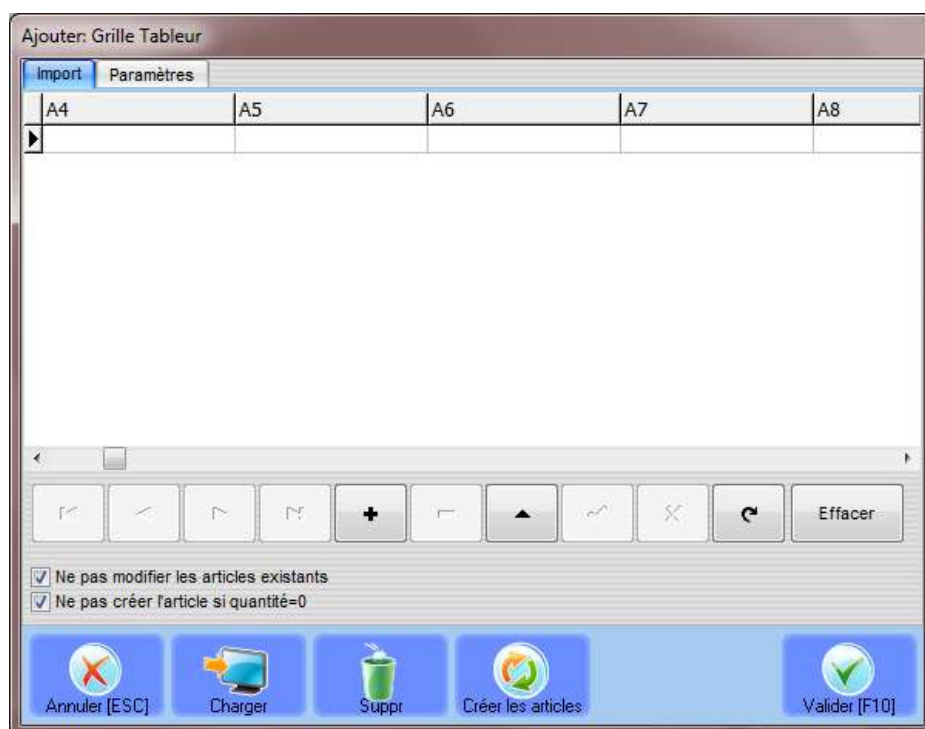 Ajouter: Grille Tableur
Import Paramètres
A4 A5 A6 A7 A8
Effacer
Ne pas modifier les articles existants
Ne pas créer l'article si quantité=0
Annuler [ESC] Charger Suppr Créer les articles Valider [F10]